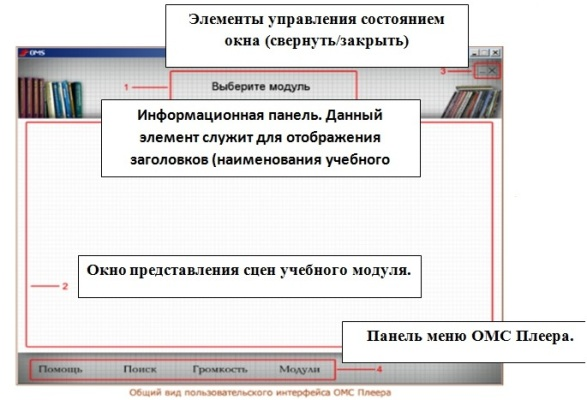 Элементы управления состоянием
окна (свернуть/закрыть)
OMS
3
1
Выберите модуль
Информационная панель. Данный
элемент служит для отображения
заголовков (наименования учебного
Окно представления сцен учебного модуля.
2
Панель меню ОМС Плеера.
Помощь Поиск Громкость Модули 4
Общий вид пользовательского интерфейса ОМС Плеера